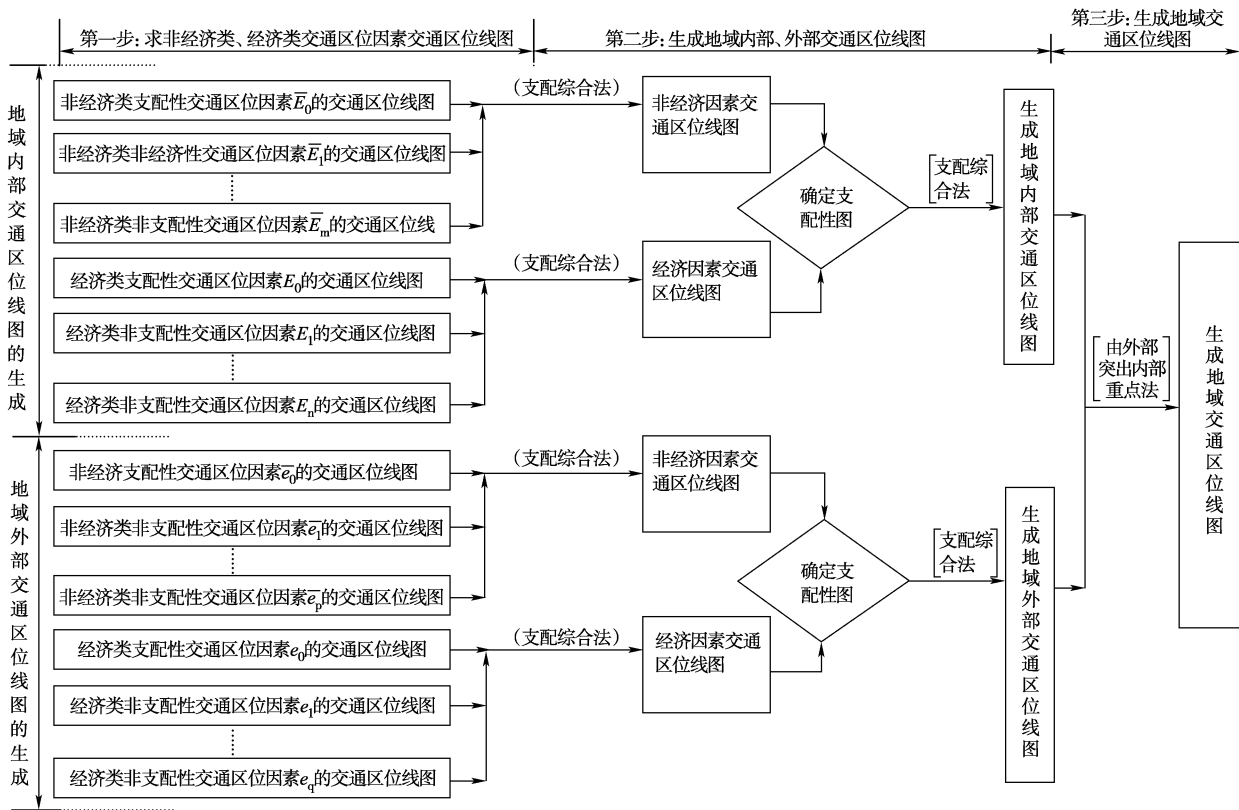 第一步:求非经济类、经济类交通区位因素交通区位线图
第二步:生成地域内部、外部交通区位线图
第三步:生成地域交
通区位线图
地域内部交通区位线图的生成
非经济类支配性交通区位因素E̅₀的交通区位线图
非经济类非经济性交通区位因素E̅₁的交通区位线图
非经济类非支配性交通区位因素E̅ₘ的交通区位线
经济类支配性交通区位因素E₀的交通区位线图
经济类非支配性交通区位因素E₁的交通区位线图
经济类非支配性交通区位因素Eₙ的交通区位线图
(支配综合法)
非经济因素交
通区位线图
(支配综合法)
经济因素交通
区位线图
确定支
配性图
[支配综
合法]
生成地域内部交通区位线图
地域外部交通区位线图的生成
非经济支配性交通区位因素e̅₀的交通区位线图
非经济类非支配性交通区位因素e̅₁的交通区位线图
非经济类非支配性交通区位因素e̅ₚ的交通区位线图
经济类支配性交通区位因素e₀的交通区位线图
经济类非支配性交通区位因素e₁的交通区位线图
经济类非支配性交通区位因素e_q的交通区位线图
(支配综合法)
非经济因素交
通区位线图
(支配综合法)
经济因素交通
区位线图
确定支
配性图
[支配综
合法]
生成地域外部交通区位线图
[由外部
突出内部
重点法]
生成地域交通区位线图